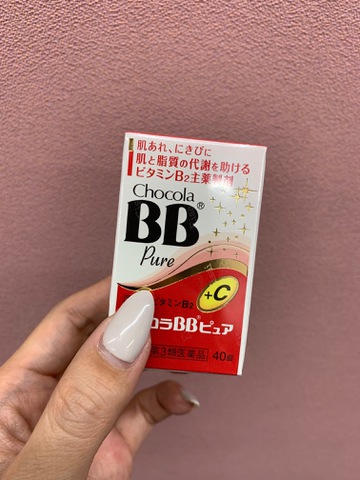 肌あれ、にきびに
肌と脂質の代謝を助ける
ビタミンB2主薬製剤
Chocola
BB®
Pure
ビタミンB2
+C
コラBB®ピュア
第3類医薬品 40錠